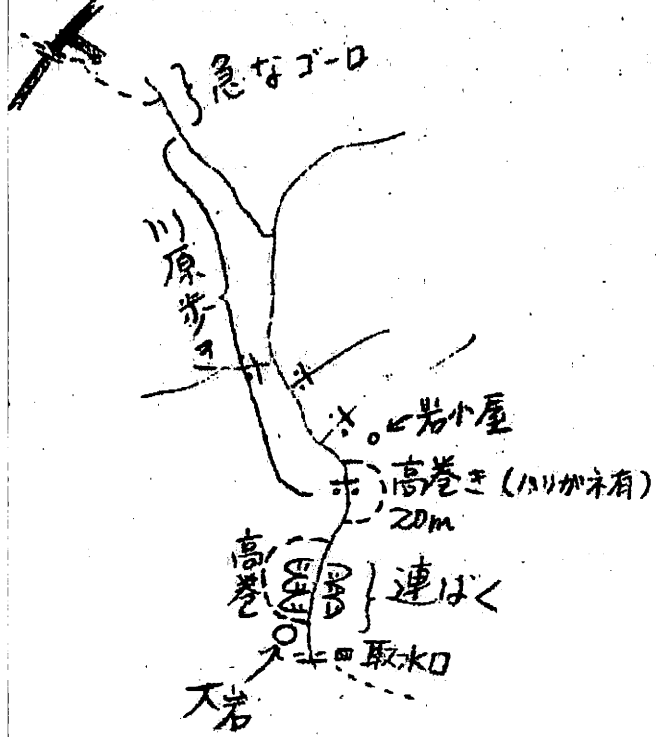 急なゴーロ
川原歩き
岩小屋
高巻き(ハリガネ有)
20m
高巻
連ばく
取水口
大岩